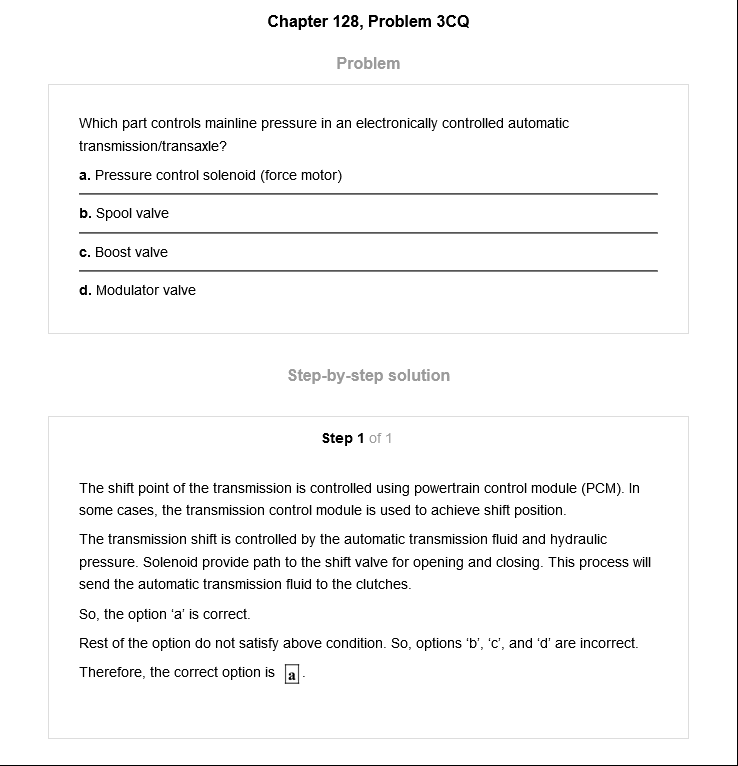 Chapter 128, Problem 3CQ
Problem
Which part controls mainline pressure in an electronically controlled automatic
transmission/transaxle?
a. Pressure control solenoid (force motor)
b. Spool valve
c. Boost valve
d. Modulator valve
Step-by-step solution
Step 1 of 1
The shift point of the transmission is controlled using powertrain control module (PCM). In
some cases, the transmission control module is used to achieve shift position.
The transmission shift is controlled by the automatic transmission fluid and hydraulic
pressure. Solenoid provide path to the shift valve for opening and closing. This process will
send the automatic transmission fluid to the clutches.
So, the option ‘a’ is correct.
Rest of the option do not satisfy above condition. So, options ‘b’, ‘c’, and ‘d’ are incorrect.
Therefore, the correct option is a.